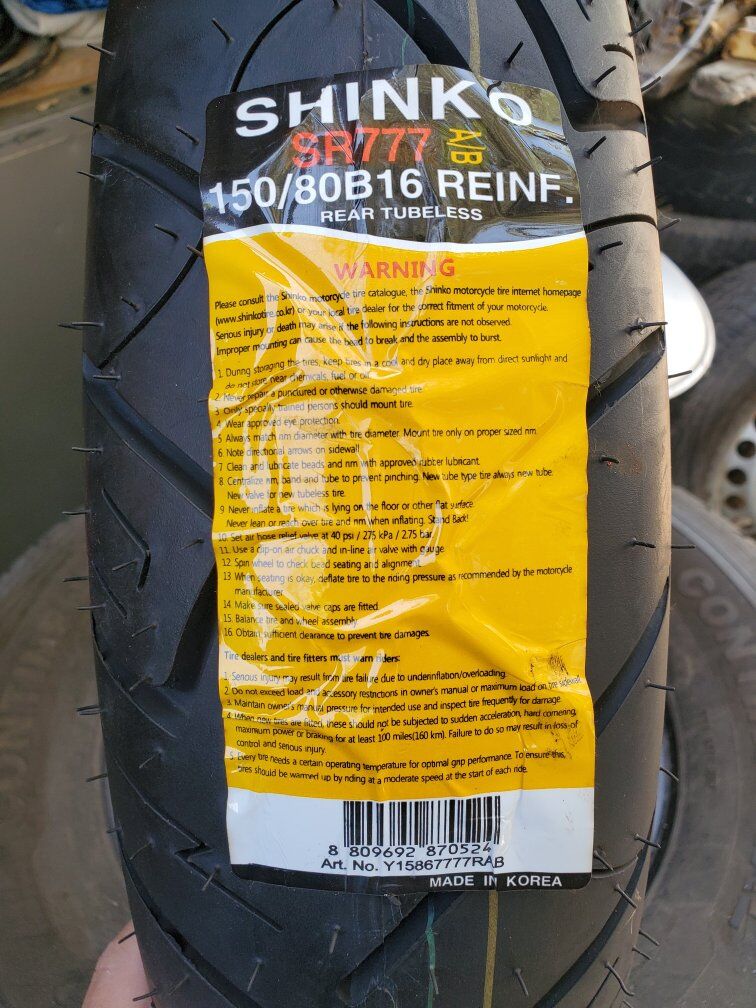 SHINKO
SR777 A/B
150/80B16 REINF.
REAR TUBELESS
WARNING
Please consult the Shinko motorcycle tire catalogue, the Shinko motorcycle tire internet homepage
(www.shinkotire.co.kr) or your local tire dealer for the correct fitment of your motorcycle.
Serious injury or death may arise if the following instructions are not observed.
Improper mounting can cause the bead to break and the assembly to burst.
1. During storaging the tires, keep tires in a cool and dry place away from direct sunlight and
do not store near chemicals, fuel or oil.
2. Never repair a punctured or otherwise damaged tire.
3. Only specially trained persons should mount tire.
4. Wear approved eye protection.
5. Always match rim diameter with tire diameter. Mount tire only on proper sized rim.
6. Note directional arrows on sidewall.
7. Clean and lubricate beads and rim with approved rubber lubricant.
8. Centralize rim, band and tube to prevent pinching. New tube type tire always new tube.
New valve for new tubeless tire.
9. Never inflate a tire which is lying on the floor or other flat surface.
Never lean or reach over tire and rim when inflating. Stand Back!
10. Set air hose relief valve at 40 psi / 275 kPa / 2.75 bar.
11. Use a clip-on air chuck and in-line air valve with gauge.
12. Spin wheel to check bead seating and alignment.
13. When seating is okay, deflate tire to the riding pressure as recommended by the motorcycle
manufacturer.
14. Make sure sealed valve caps are fitted.
15. Balance tire and wheel assembly.
16. Obtain sufficient clearance to prevent tire damages.
Tire dealers and tire fitters must warn riders:
1. Serious injury may result from tire failure due to underinflation/overloading.
2. Do not exceed load and accessory restrictions in owner's manual or maximum load on tire sidewall.
3. Maintain owner's manual pressure for intended use and inspect tire frequently for damage.
4. When new tires are fitted, these should not be subjected to sudden acceleration, hard cornering,
maximum power or braking for at least 100 miles(160 km). Failure to do so may result in loss of
control and serious injury.
5. Every tire needs a certain operating temperature for optimal grip performance. To ensure this,
tires should be warmed up by riding at a moderate speed at the start of each ride.
8 809692 870524
Art. No. Y15867777RAB
MADE IN KOREA